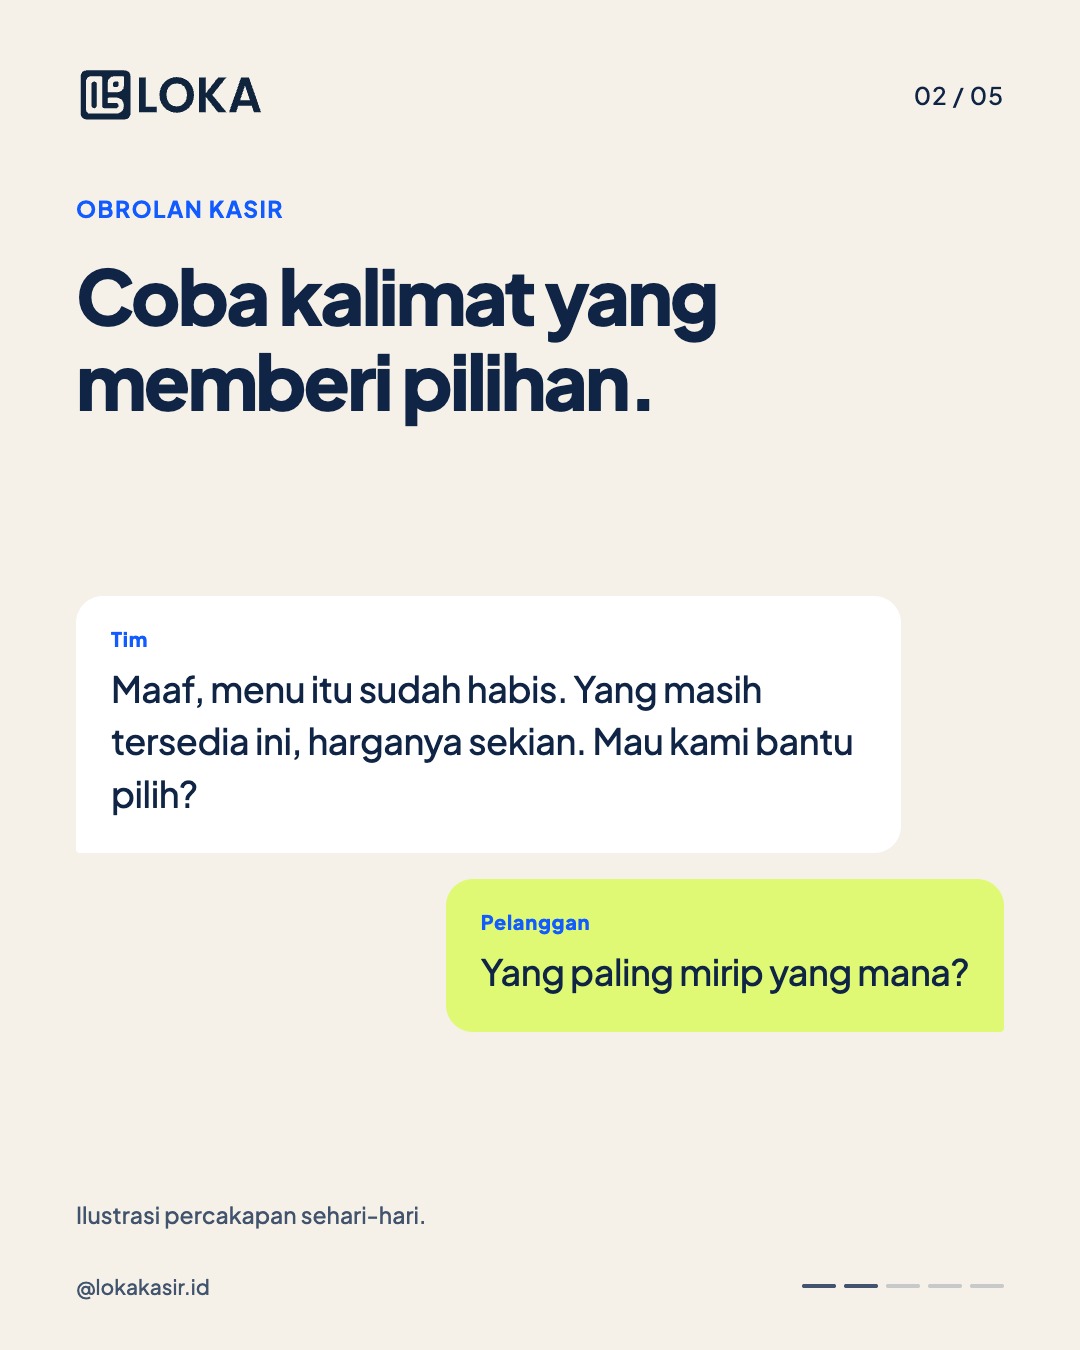 LOKA
02 / 05
OBROLAN KASIR
Coba kalimat yang
memberi pilihan.
Tim
Maaf, menu itu sudah habis. Yang masih
tersedia ini, harganya sekian. Mau kami bantu
pilih?
Pelanggan
Yang paling mirip yang mana?
Ilustrasi percakapan sehari-hari.
@lokakasir.id